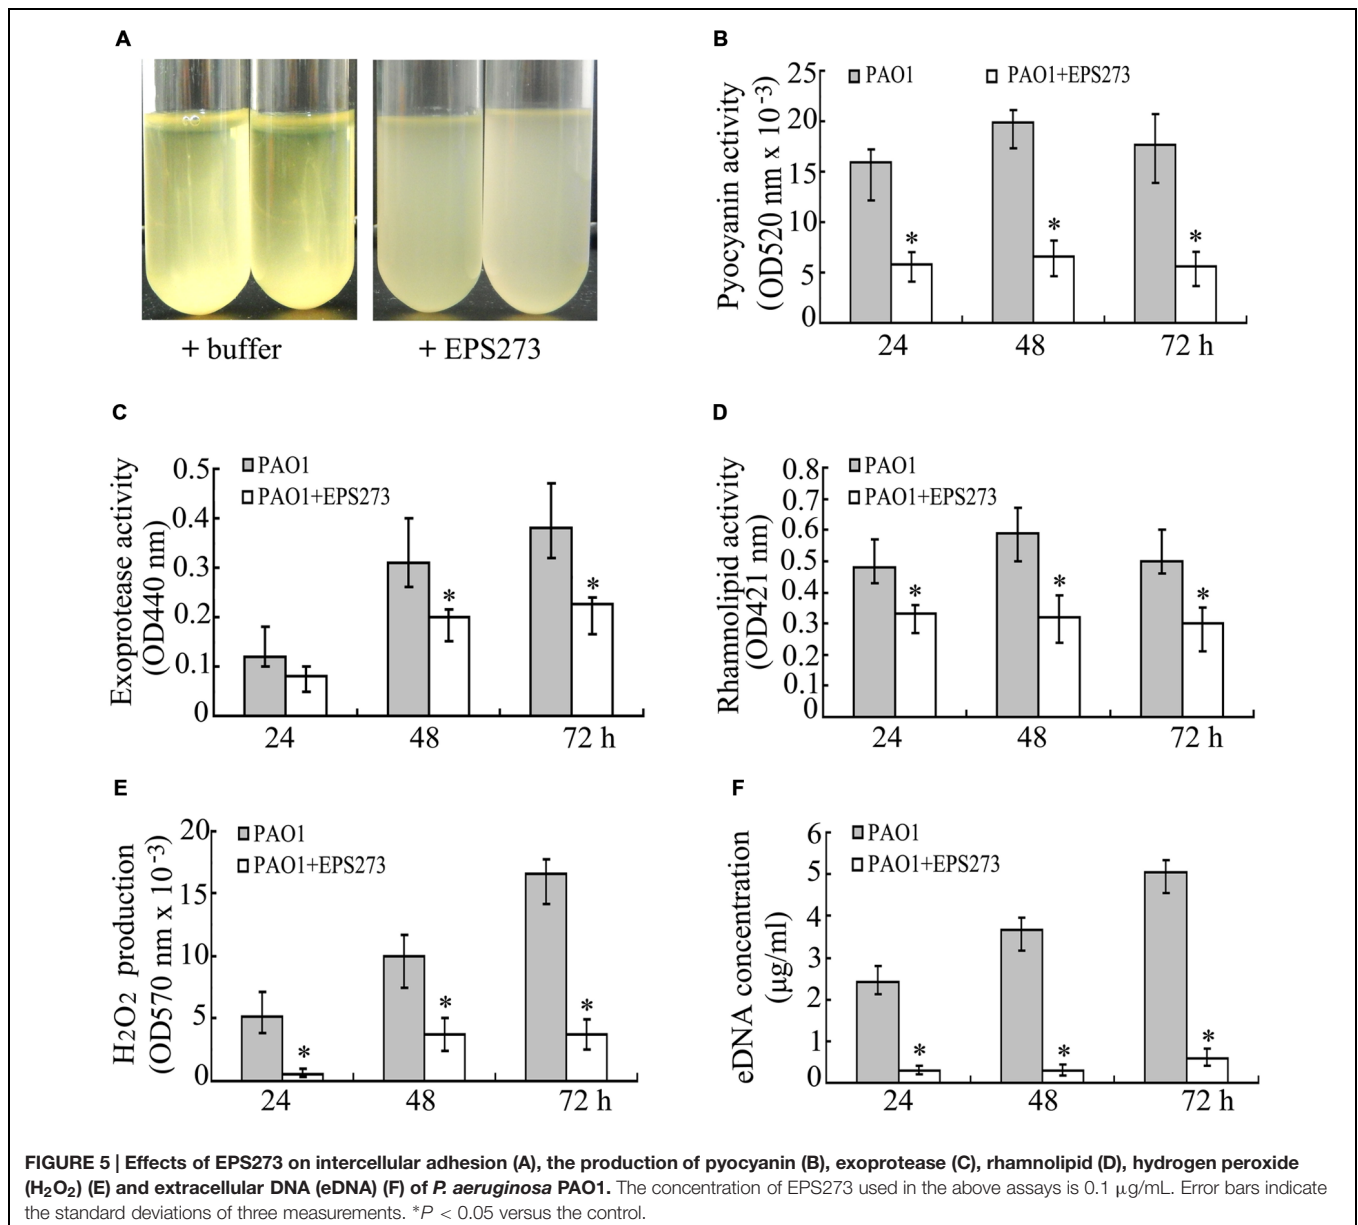 A
+ buffer
+ EPS273
B
Pyocyanin activity
(OD520 nm x 10-3)
25
20
15
10
5
0
PAO1
PAO1+EPS273
*
*
*
24
48
72 h
C
Exoprotease activity
(OD440 nm)
0.5
0.4
0.3
0.2
0.1
0
PAO1
PAO1+EPS273
*
*
24
48
72 h
D
Rhamnolipid activity
(OD421 nm)
0.8
0.7
0.6
0.5
0.4
0.3
0.2
0.1
0
PAO1
PAO1+EPS273
*
*
*
24
48
72 h
E
H2O2 production
(OD570 nm x 10-3)
20
15
10
5
0
PAO1
PAO1+EPS273
*
*
*
24
48
72 h
F
eDNA concentration
(µg/ml)
6
5
4
3
2
1
0
PAO1
PAO1+EPS273
*
*
*
24
48
72 h
FIGURE 5 | Effects of EPS273 on intercellular adhesion (A), the production of pyocyanin (B), exoprotease (C), rhamnolipid (D), hydrogen peroxide
(H2O2) (E) and extracellular DNA (eDNA) (F) of P. aeruginosa PAO1. The concentration of EPS273 used in the above assays is 0.1 µg/mL. Error bars indicate
the standard deviations of three measurements. *P < 0.05 versus the control.